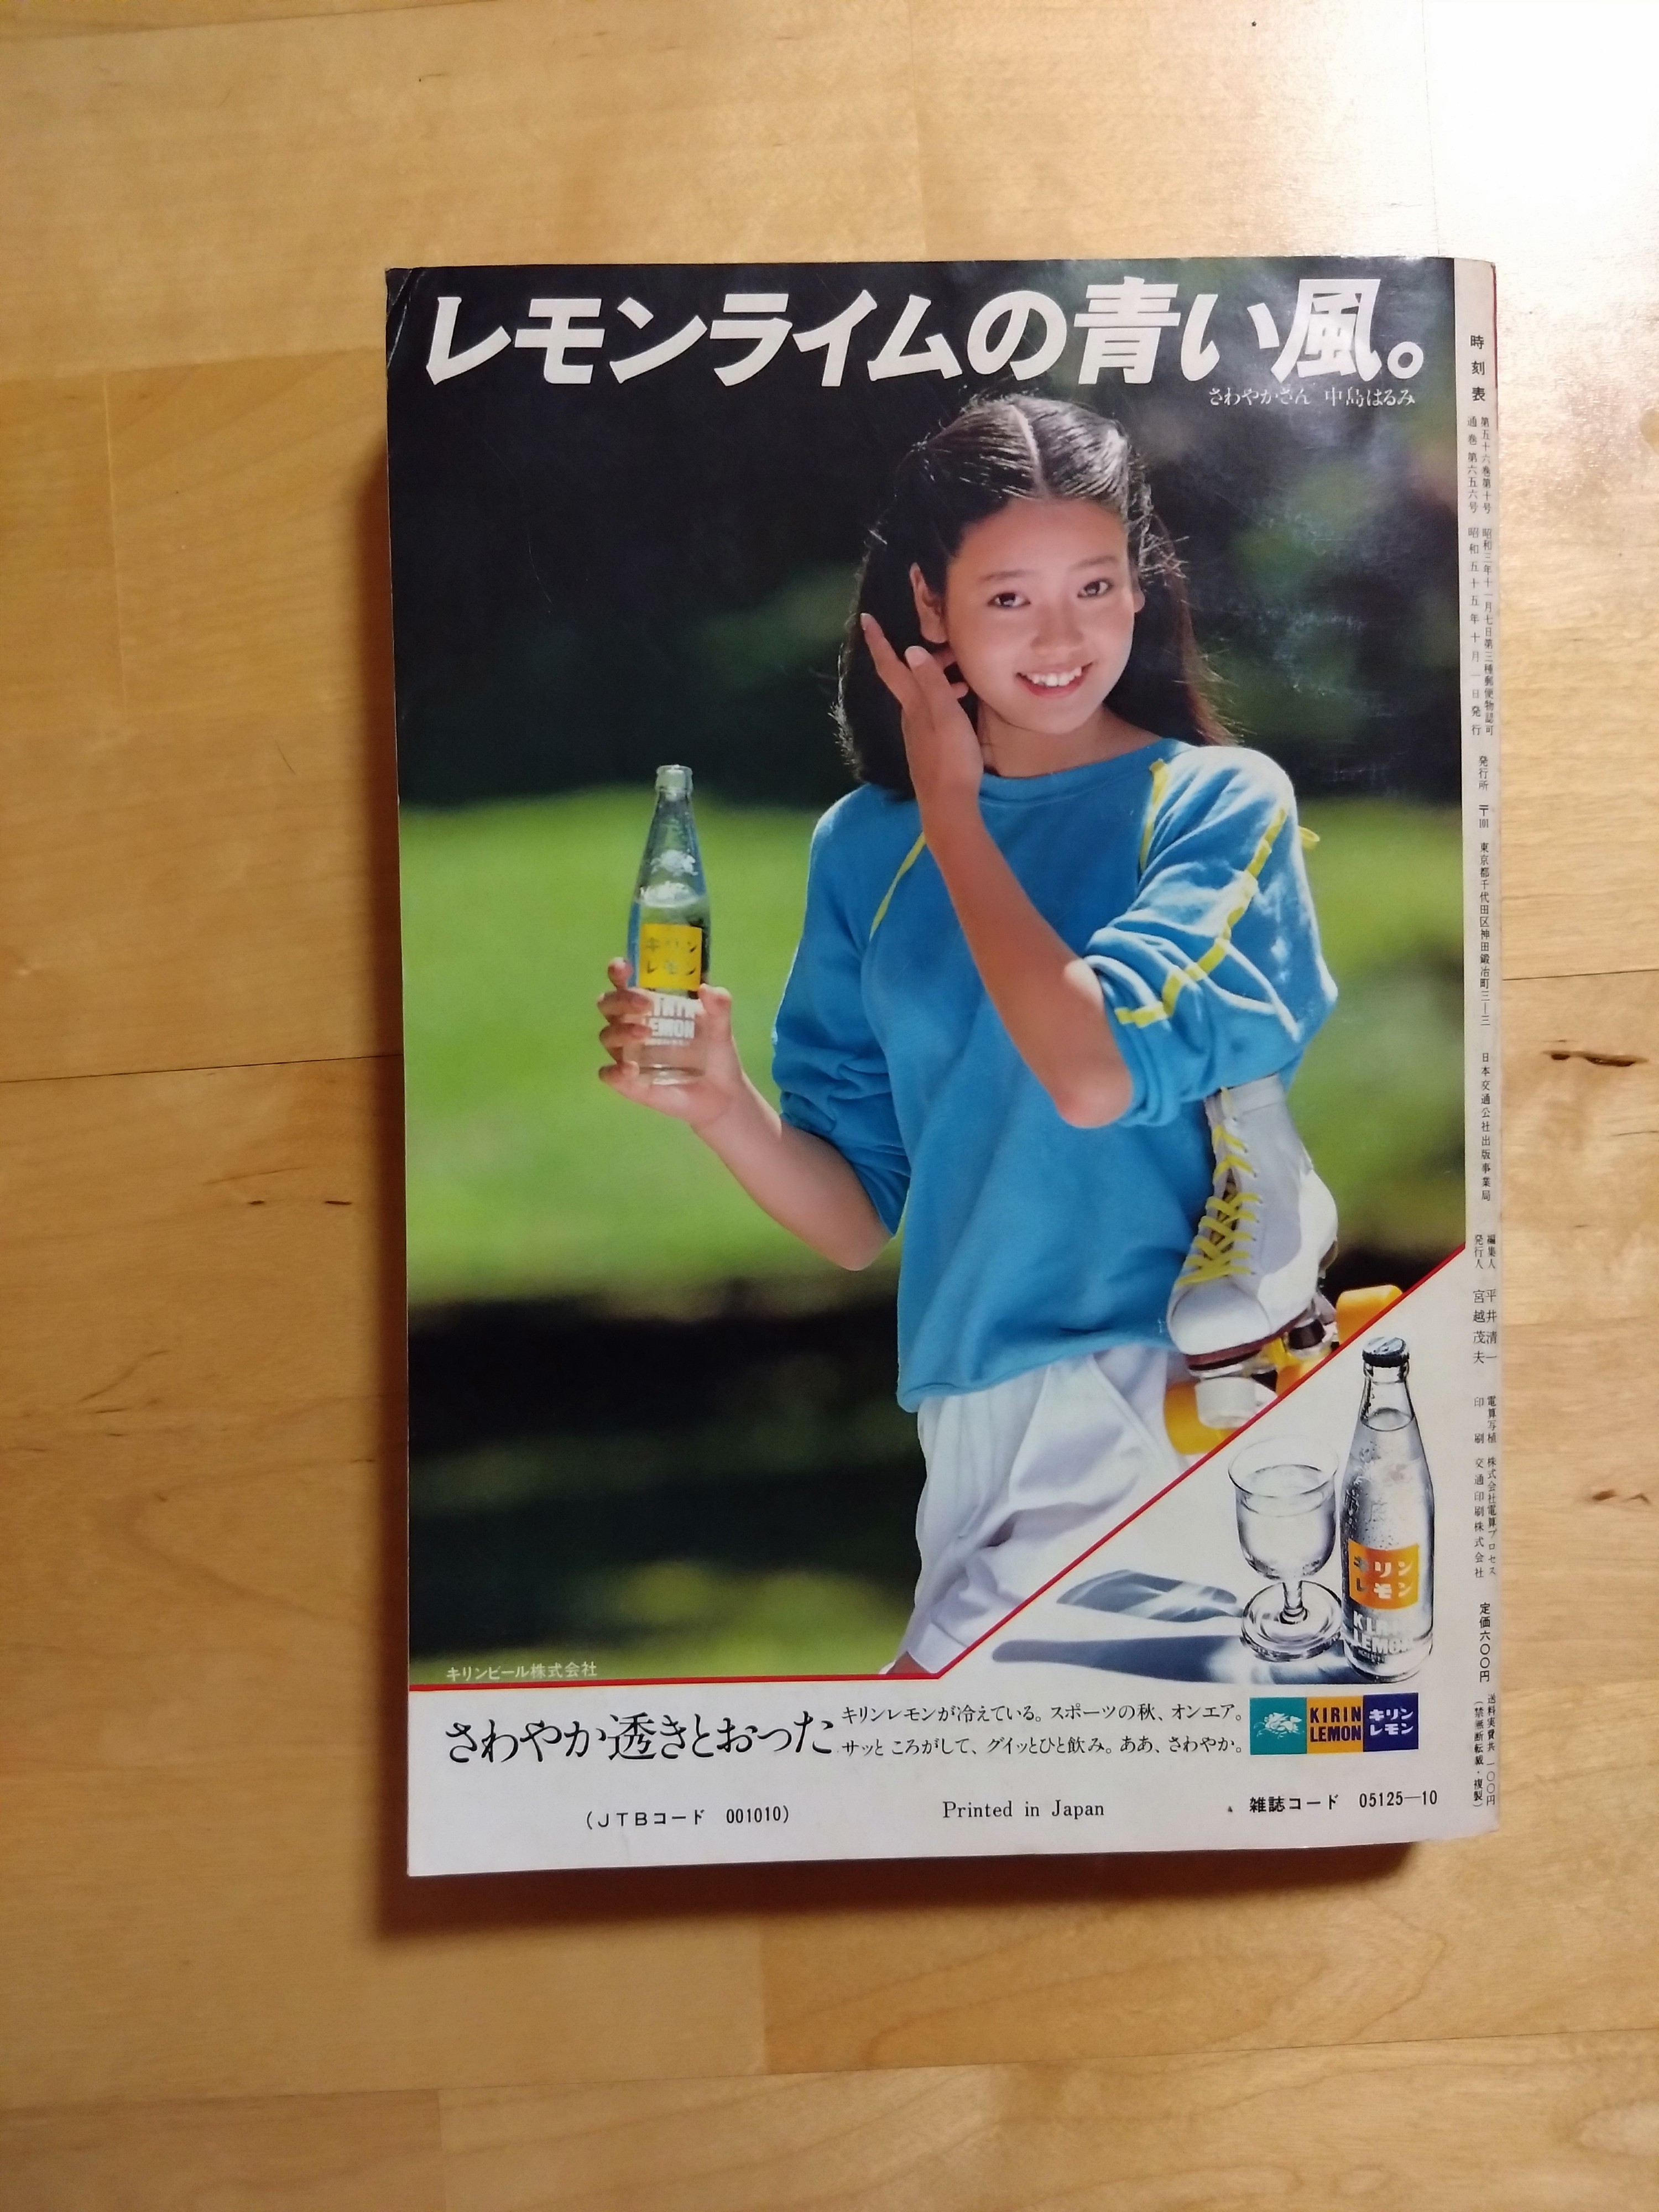 レモンライムの青い風。
さわやかさん 中島はるみ
キリン
レモン
LEMON
キリン
レモン
KIRIN
LEMON
キリンビール株式会社
さわやか透きとおった
キリンレモンが冷えている。スポーツの秋、オンエア。
サッところがして、グイッとひと飲み。ああ、さわやか。
KIRIN
LEMON
キリン
レモン
(JTBコード 001010)
Printed in Japan
雑誌コード 05125—10
時刻表
第五十六巻第十号 昭和三年十一月七日第三種郵便物認可
通巻第六五六号 昭和五十五年十月一日発行
発行所 〒101 東京都千代田区神田鍛冶町三—三 日本交通公社出版事業局
編集人 平井清一
発行人 宮越茂夫
電算写植 株式会社電算プロセス
印刷 交通印刷株式会社
定価六〇〇円
送料実費共一〇〇円
(禁無断転載・複製)